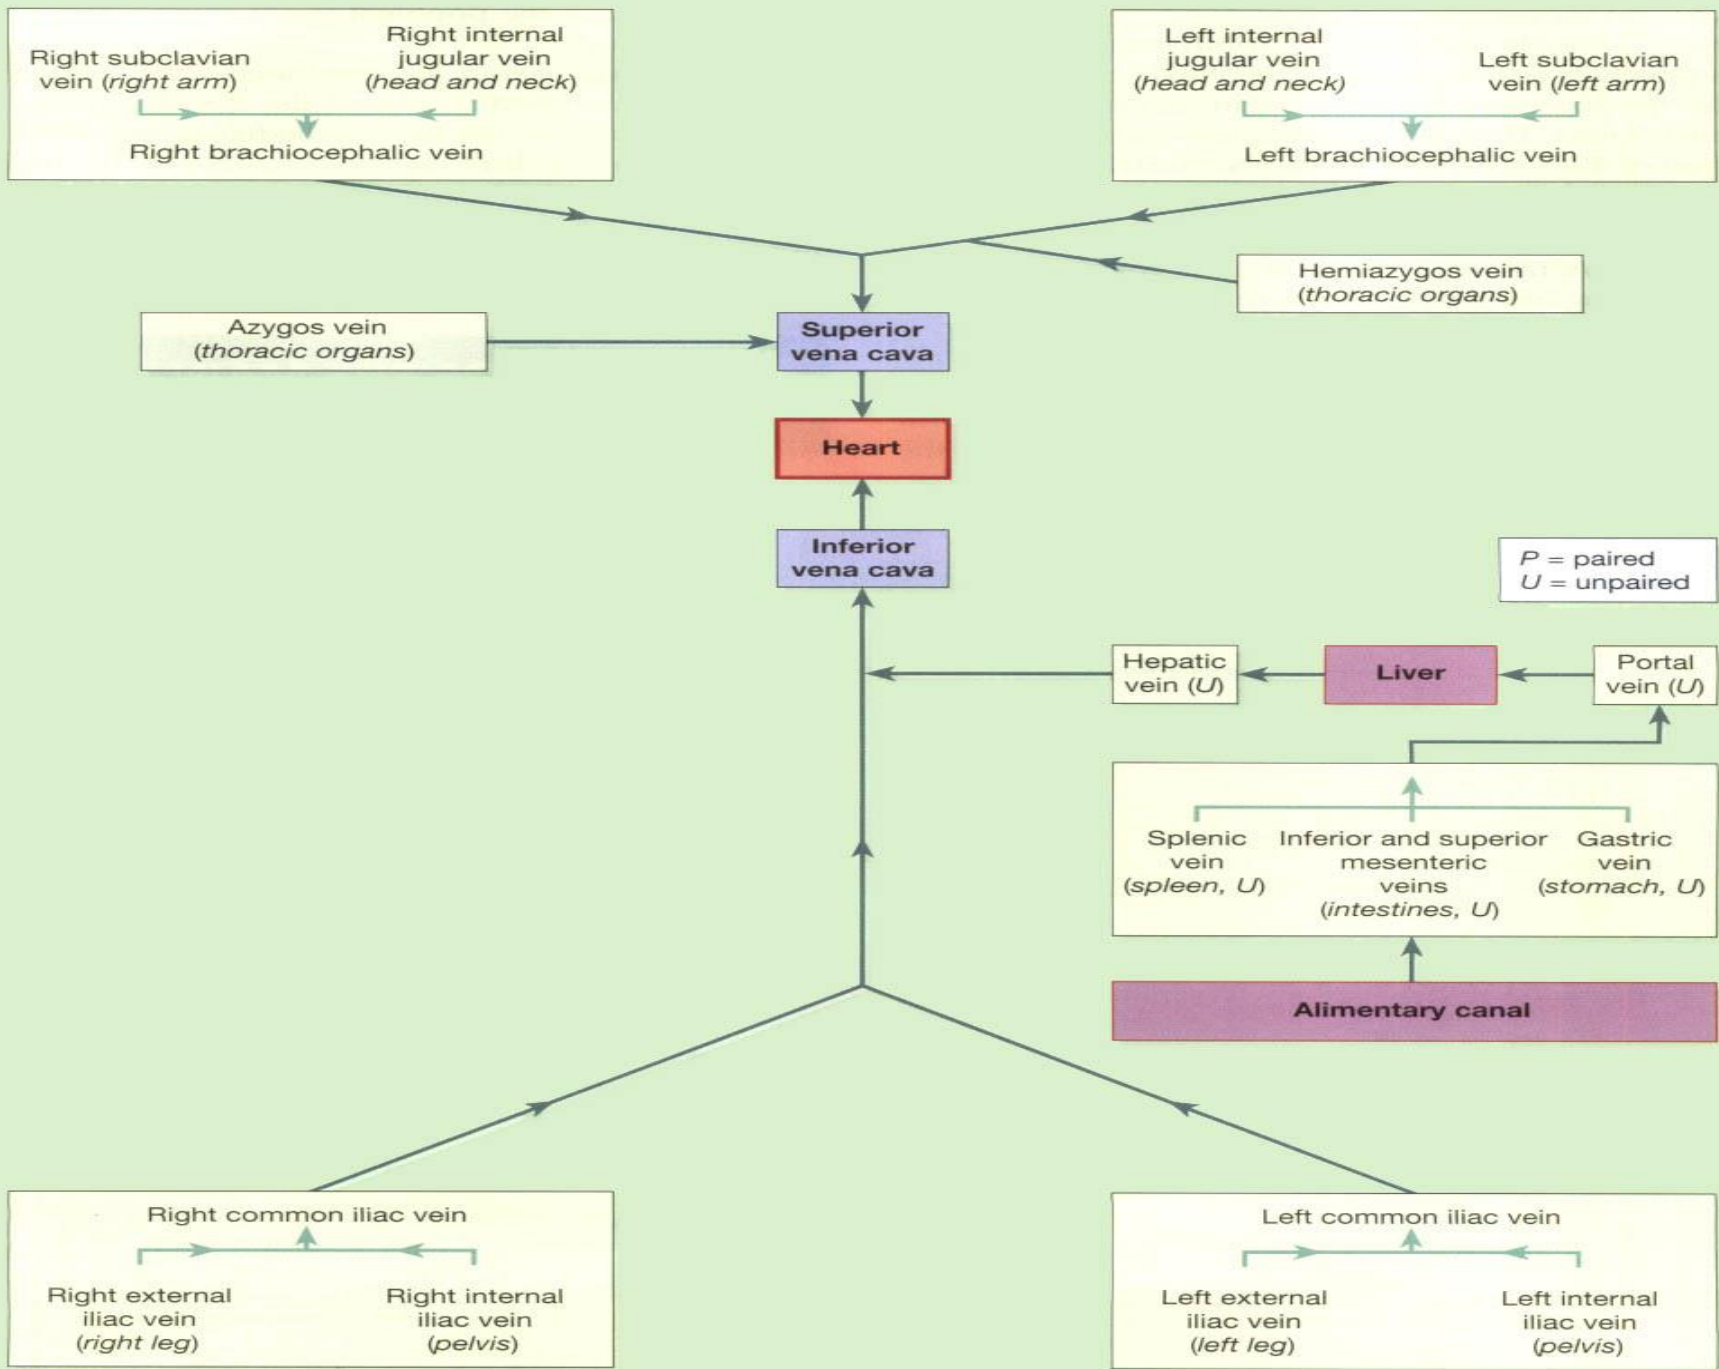 Right subclavian
vein (right arm)
Right internal
jugular vein
(head and neck)
Right brachiocephalic vein
Left internal
jugular vein
(head and neck)
Left subclavian
vein (left arm)
Left brachiocephalic vein
Hemiazygos vein
(thoracic organs)
Azygos vein
(thoracic organs)
Superior
vena cava
Heart
Inferior
vena cava
P = paired
U = unpaired
Hepatic
vein (U)
Liver
Portal
vein (U)
Splenic
vein
(spleen, U)
Inferior and superior
mesenteric
veins
(intestines, U)
Gastric
vein
(stomach, U)
Alimentary canal
Right common iliac vein
Right external
iliac vein
(right leg)
Right internal
iliac vein
(pelvis)
Left common iliac vein
Left external
iliac vein
(left leg)
Left internal
iliac vein
(pelvis)